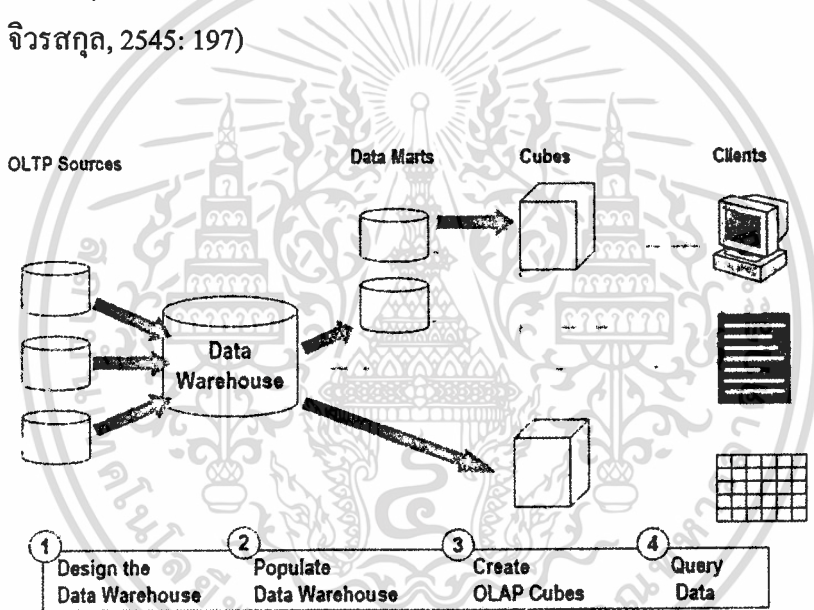 จิวรสกุล, 2545: 197)
OLTP Sources
Data Marts
Cubes
Clients
Data
Warehouse
1
Design the
Data Warehouse
2
Populate
Data Warehouse
3
Create
OLAP Cubes
4
Query
Data